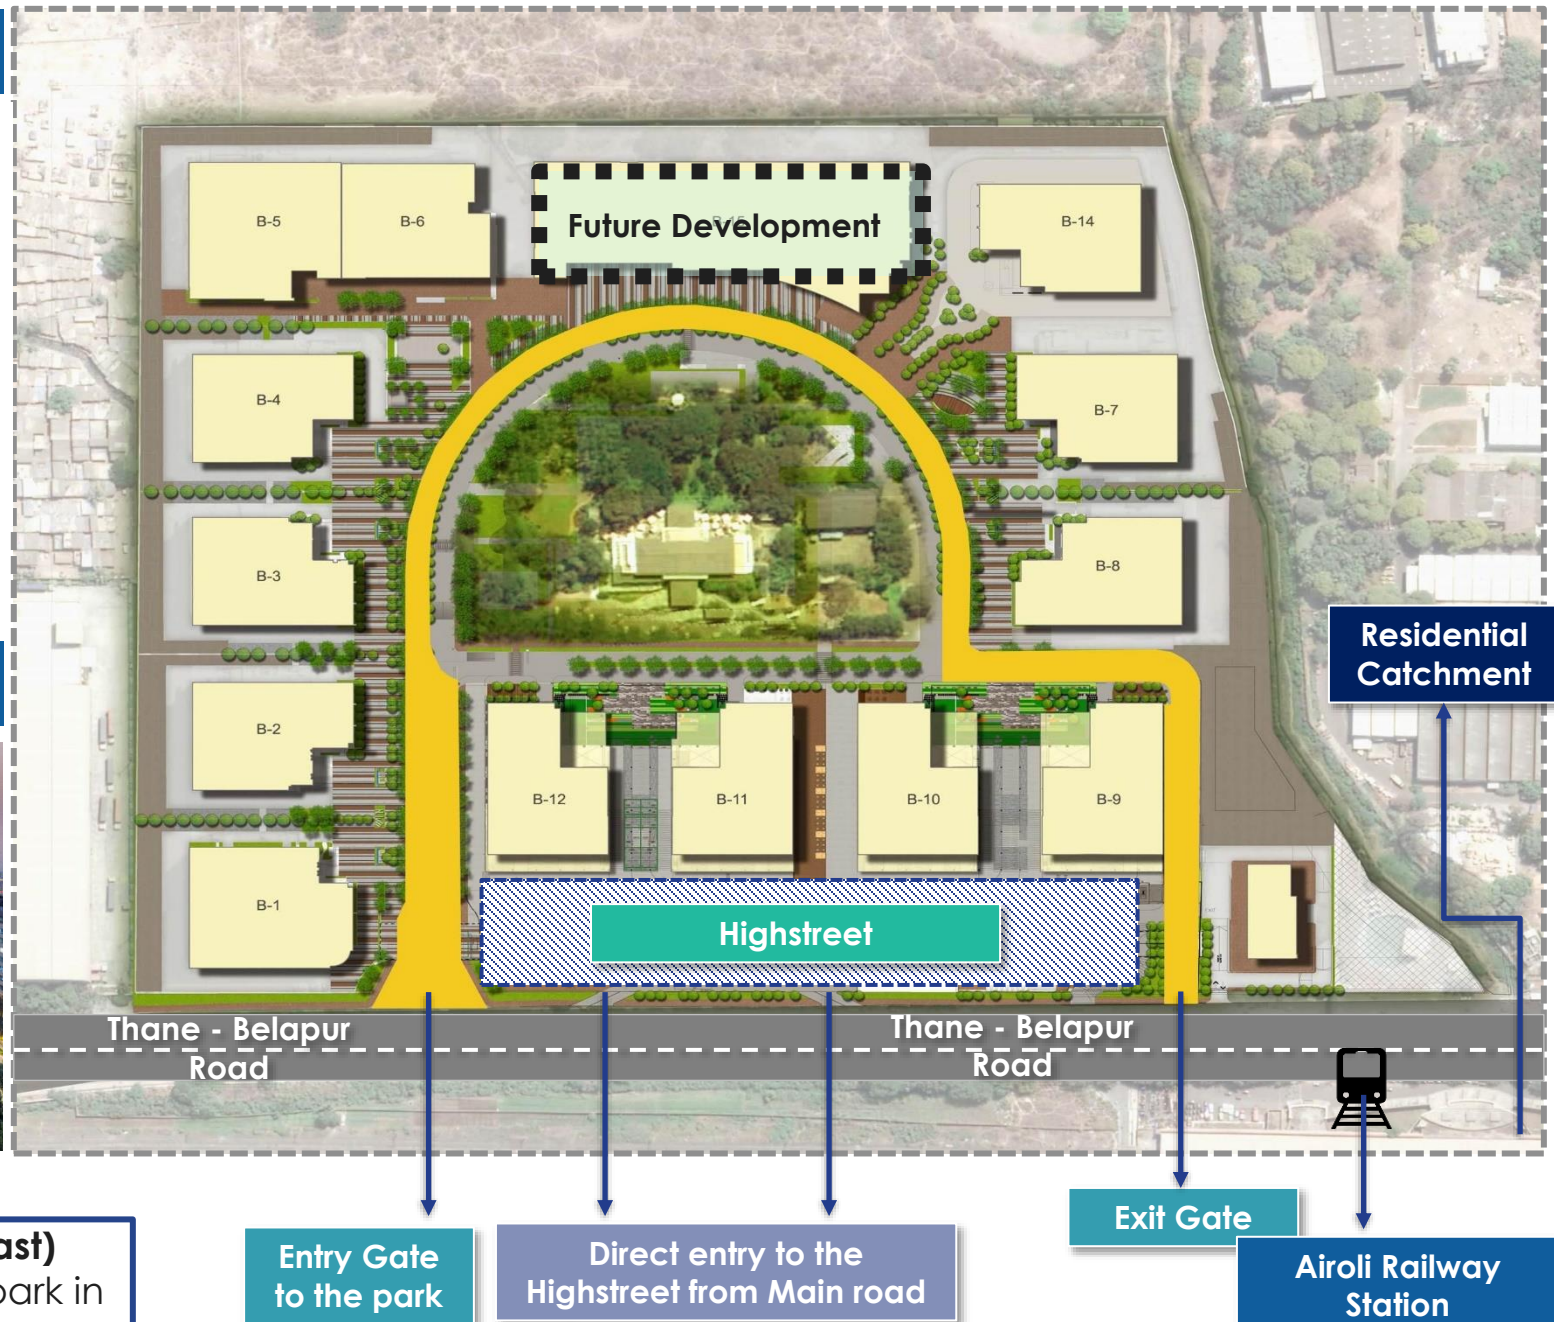 B-5
B-6
Future Development
B-15
B-14
B-4
B-7
B-3
B-8
Residential
Catchment
B-2
B-12
B-11
B-10
B-9
B-1
Highstreet
Thane - Belapur
Road
Thane - Belapur
Road
Exit Gate
Entry Gate
to the park
Direct entry to the
Highstreet from Main road
Airoli Railway
Station
ast)
park in